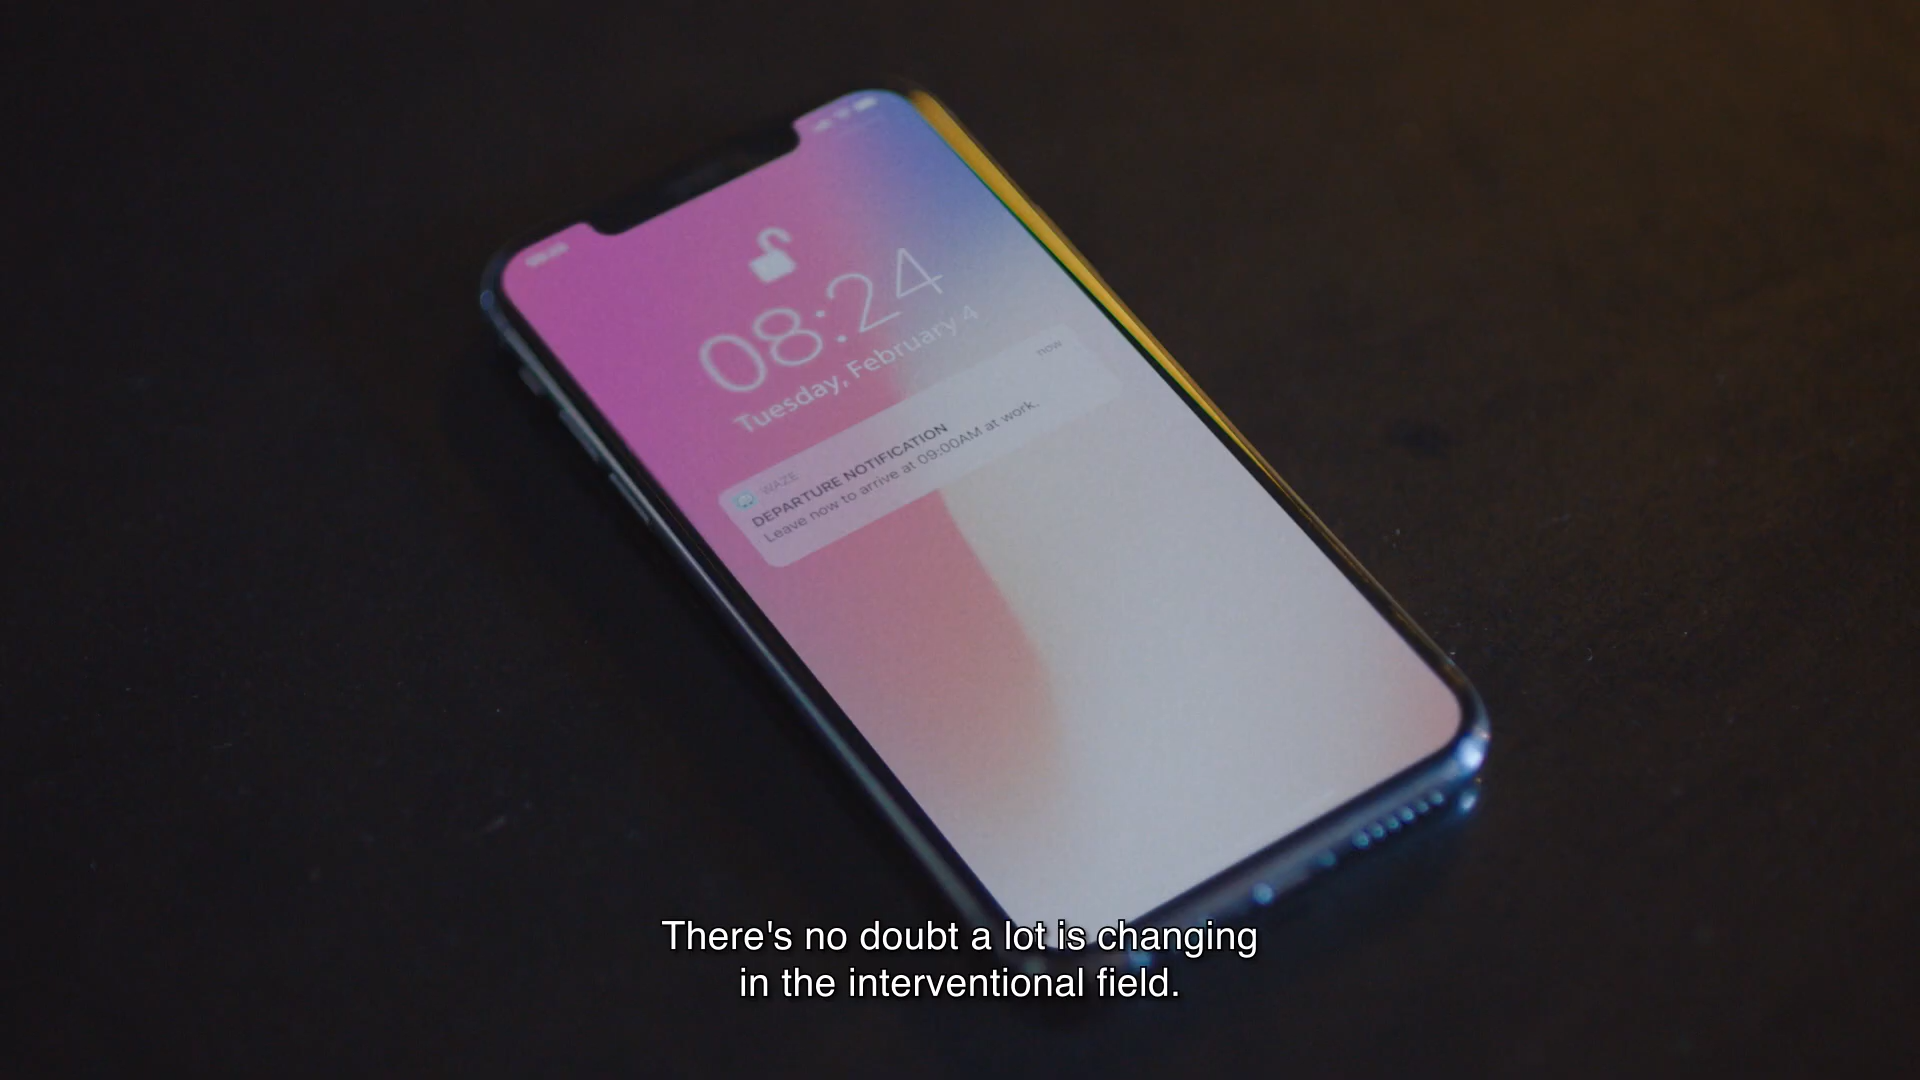 08:24
Tuesday, February 4
WAZE
now
DEPARTURE NOTIFICATION
Leave now to arrive at 09:00AM at work.
There's no doubt a lot is changing
in the interventional field.